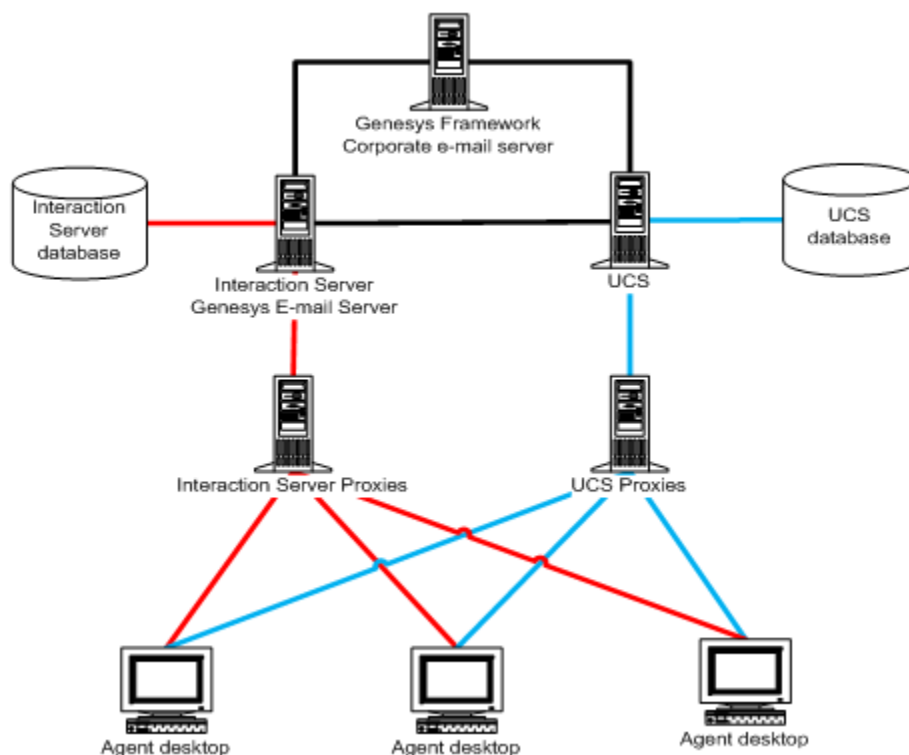 Genesys Framework
Corporate e-mail server
Interaction
Server
database
UCS
database
Interaction Server
Genesys E-mail Server
UCS
Interaction Server Proxies
UCS Proxies
Agent desktop
Agent desktop
Agent desktop